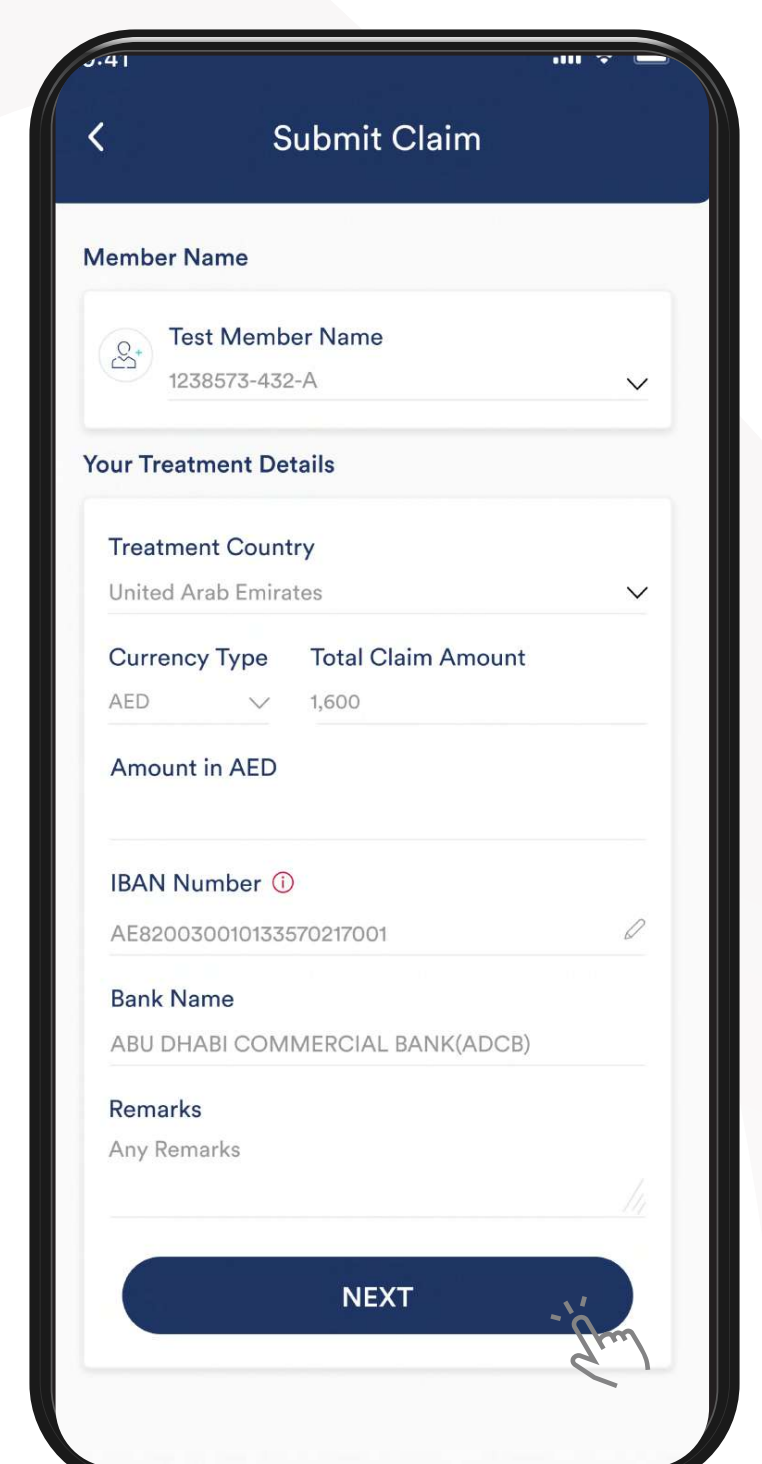 9:41
Submit Claim
Member Name
Test Member Name
1238573-432-A
Your Treatment Details
Treatment Country
United Arab Emirates
Currency Type Total Claim Amount
AED 1,600
Amount in AED
IBAN Number
AE820030010133570217001
Bank Name
ABU DHABI COMMERCIAL BANK(ADCB)
Remarks
Any Remarks
NEXT